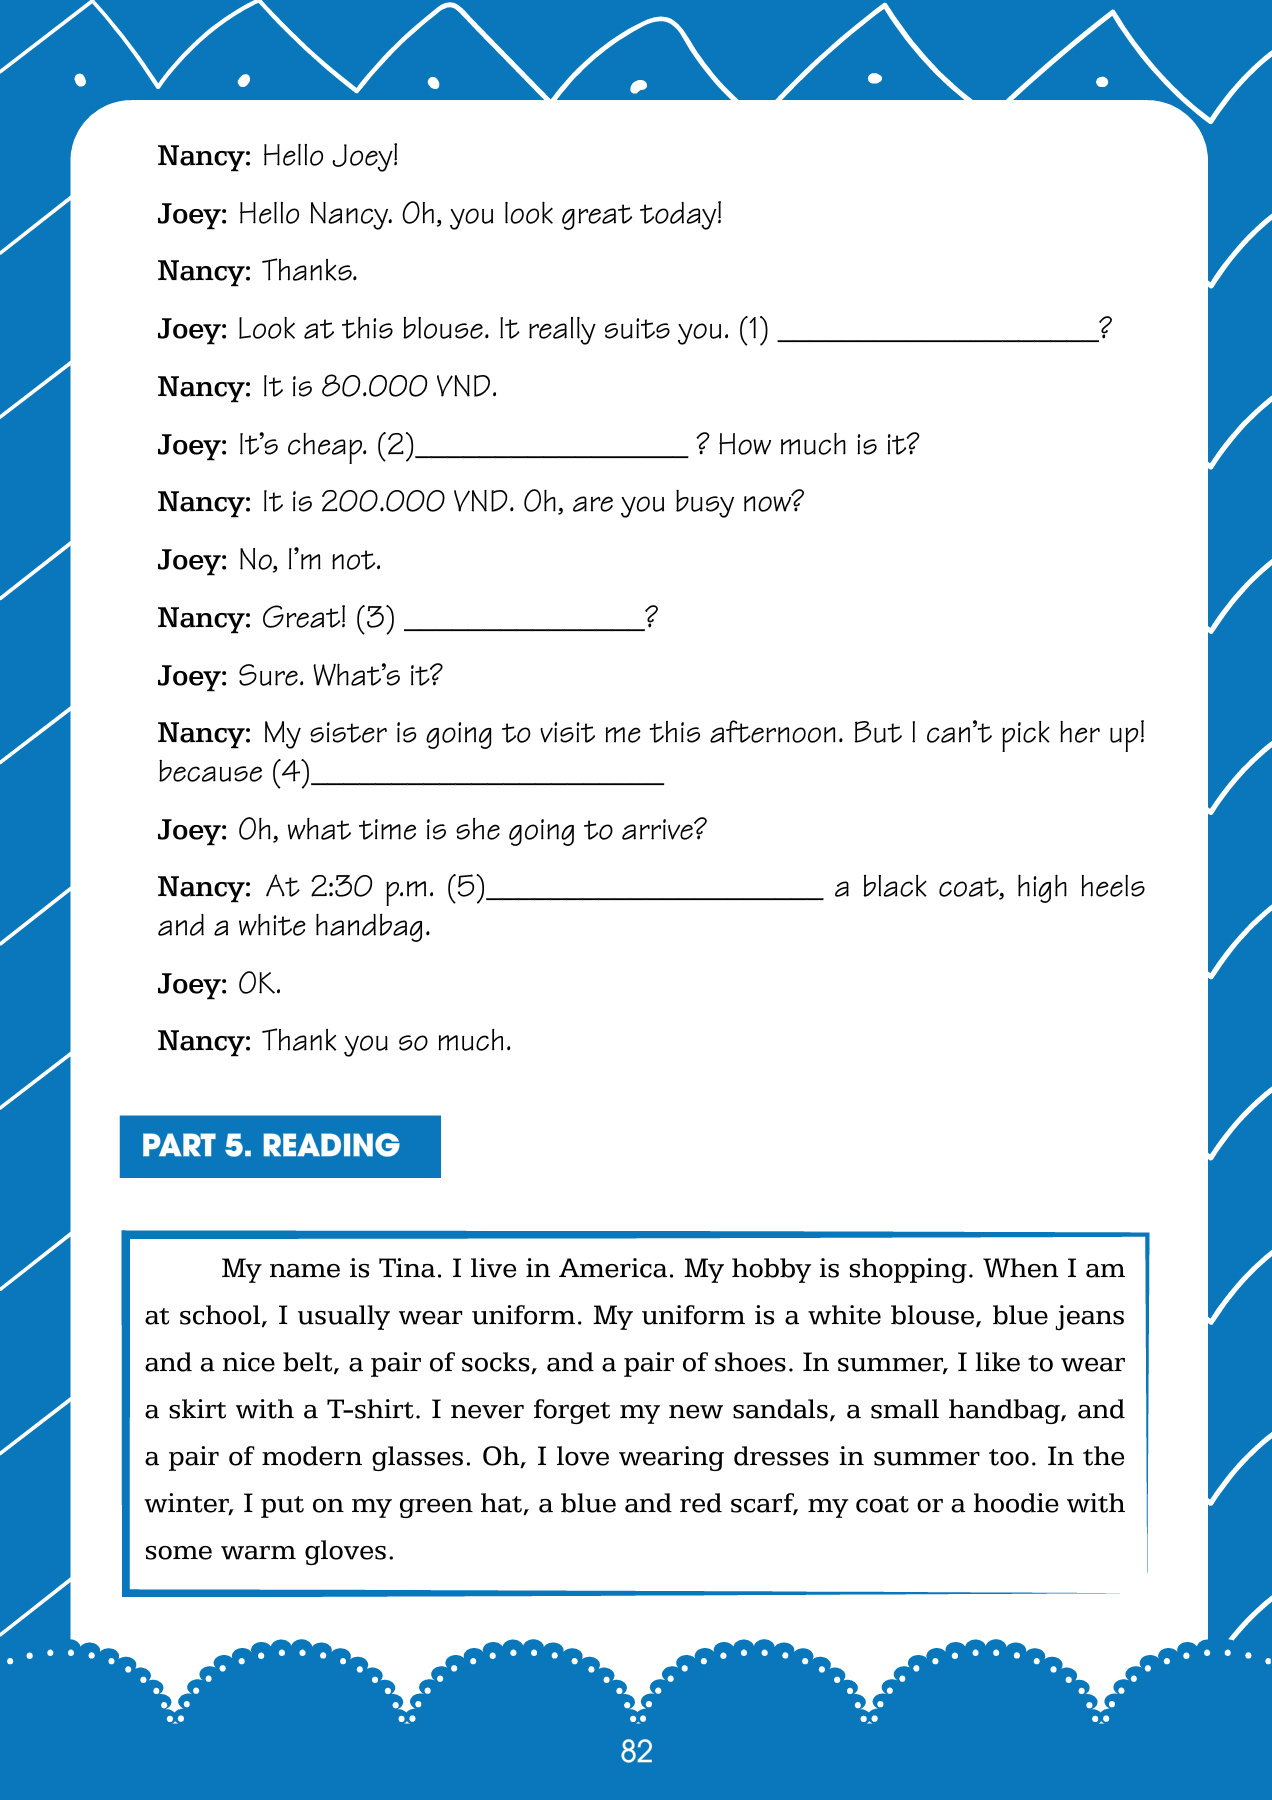 Nancy: Hello Joey!
Joey: Hello Nancy. Oh, you look great today!
Nancy: Thanks.
Joey: Look at this blouse. It really suits you. (1) ____________________?
Nancy: It is 80.000 VND.
Joey: It’s cheap. (2)_________________ ? How much is it?
Nancy: It is 200.000 VND. Oh, are you busy now?
Joey: No, I’m not.
Nancy: Great! (3) _______________?
Joey: Sure. What’s it?
Nancy: My sister is going to visit me this afternoon. But I can’t pick her up!
because (4)______________________
Joey: Oh, what time is she going to arrive?
Nancy: At 2:30 p.m. (5)_____________________ a black coat, high heels
and a white handbag.
Joey: OK.
Nancy: Thank you so much.
PART 5. READING
My name is Tina. I live in America. My hobby is shopping. When I am
at school, I usually wear uniform. My uniform is a white blouse, blue jeans
and a nice belt, a pair of socks, and a pair of shoes. In summer, I like to wear
a skirt with a T-shirt. I never forget my new sandals, a small handbag, and
a pair of modern glasses. Oh, I love wearing dresses in summer too. In the
winter, I put on my green hat, a blue and red scarf, my coat or a hoodie with
some warm gloves.
82